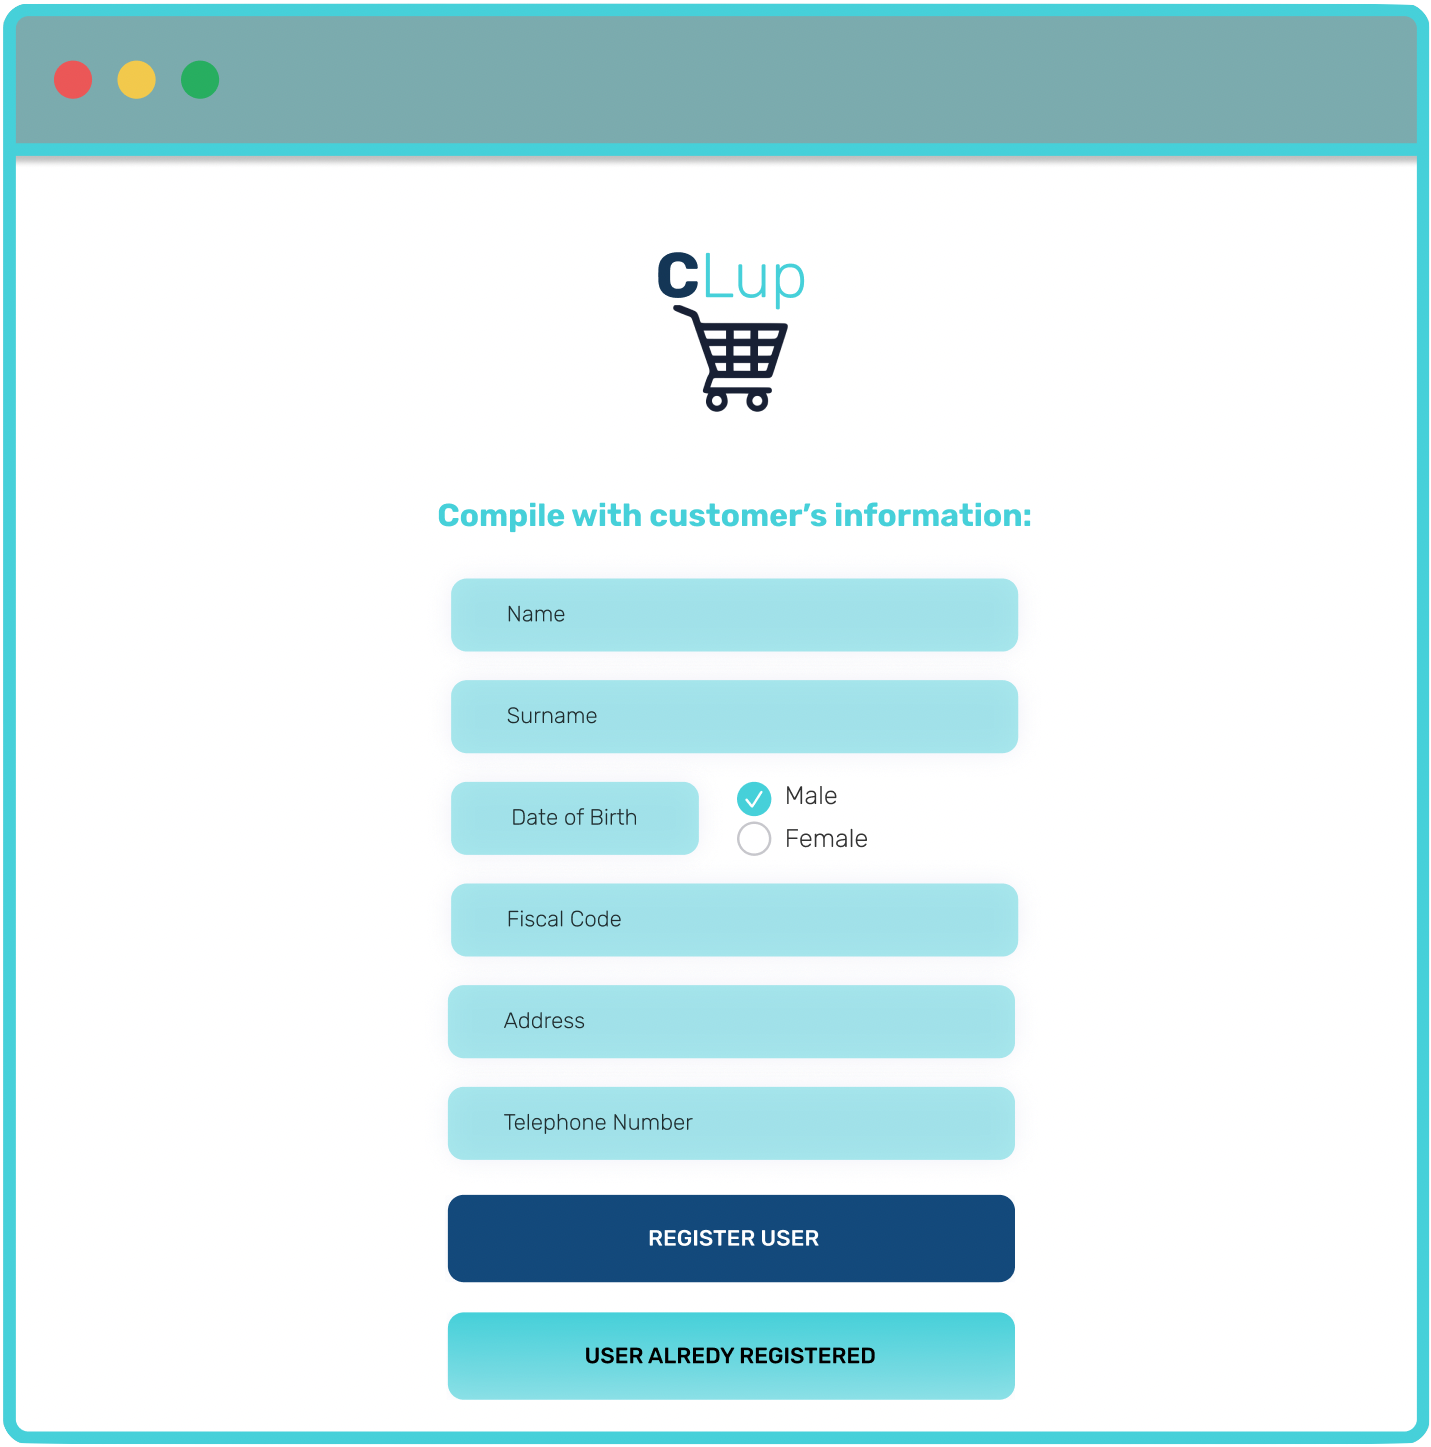 CLup
Compile with customer’s information:
Name
Surname
Date of Birth
Male
Female
Fiscal Code
Address
Telephone Number
REGISTER USER
USER ALREDY REGISTERED